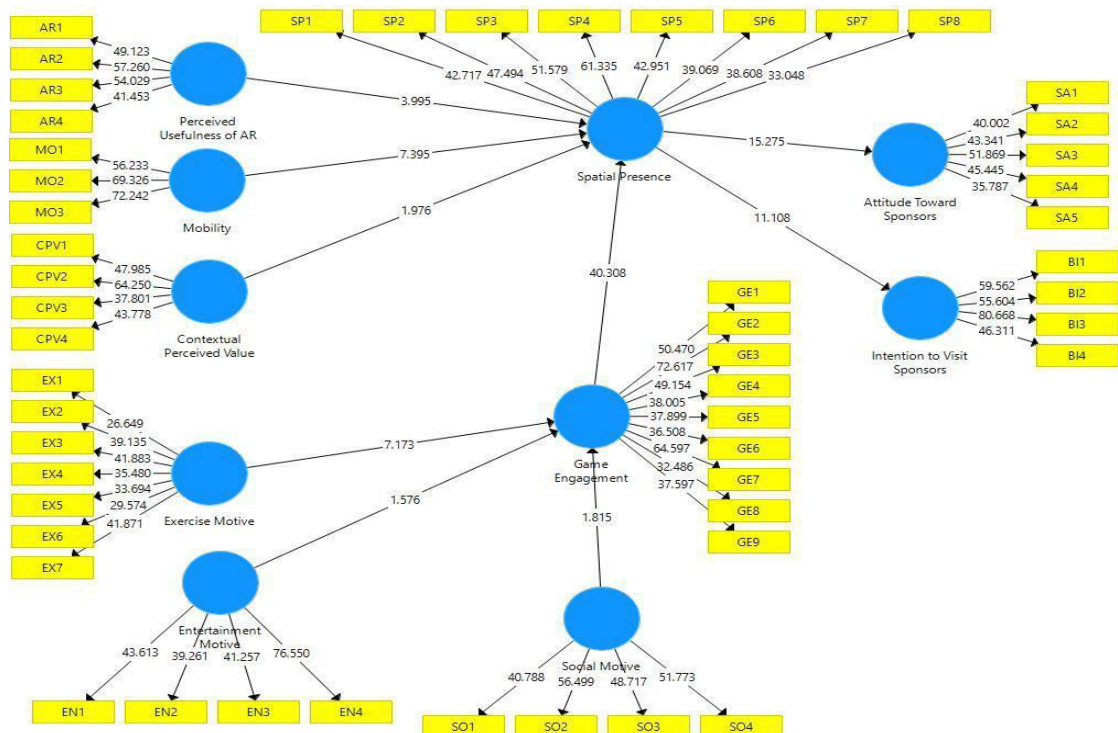 SP1 SP2 SP3 SP4 SP5 SP6 SP7 SP8
42.717 47.494 51.579 61.335 42.951 39.069 38.608 33.048
AR1
AR2
AR3
AR4
49.123
57.260
54.029
41.453
Perceived
Usefulness of AR
3.995
MO1
MO2
MO3
56.233
69.326
72.242
Mobility
7.395
CPV1
CPV2
CPV3
CPV4
47.985
64.250
37.801
43.778
Contextual
Perceived Value
1.976
Spatial Presence
15.275
11.108
40.308
SA1
SA2
SA3
SA4
SA5
40.002
43.341
51.869
45.445
35.787
Attitude Toward
Sponsors
BI1
BI2
BI3
BI4
59.562
55.604
80.668
46.311
Intention to Visit
Sponsors
GE1
GE2
GE3
GE4
GE5
GE6
GE7
GE8
GE9
50.470
72.617
49.154
38.005
37.899
36.508
64.597
32.486
37.597
Game
Engagement
EX1
EX2
EX3
EX4
EX5
EX6
EX7
26.649
39.135
41.883
35.480
33.694
29.574
41.871
Exercise Motive
7.173
1.576
1.815
Entertainment
Motive
43.613 39.261 41.257 76.550
EN1 EN2 EN3 EN4
Social Motive
40.788 56.499 48.717 51.773
SO1 SO2 SO3 SO4